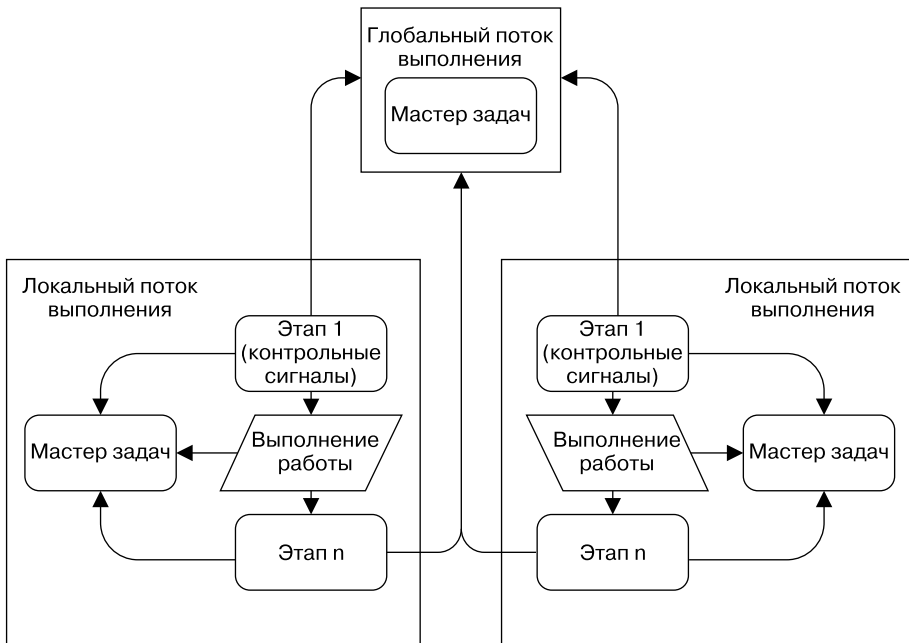 Глобальный поток
выполнения
Мастер задач
Локальный поток
выполнения
Этап 1
(контрольные
сигналы)
Выполнение
работы
Мастер задач
Этап n
Локальный поток
выполнения
Этап 1
(контрольные
сигналы)
Выполнение
работы
Мастер задач
Этап n